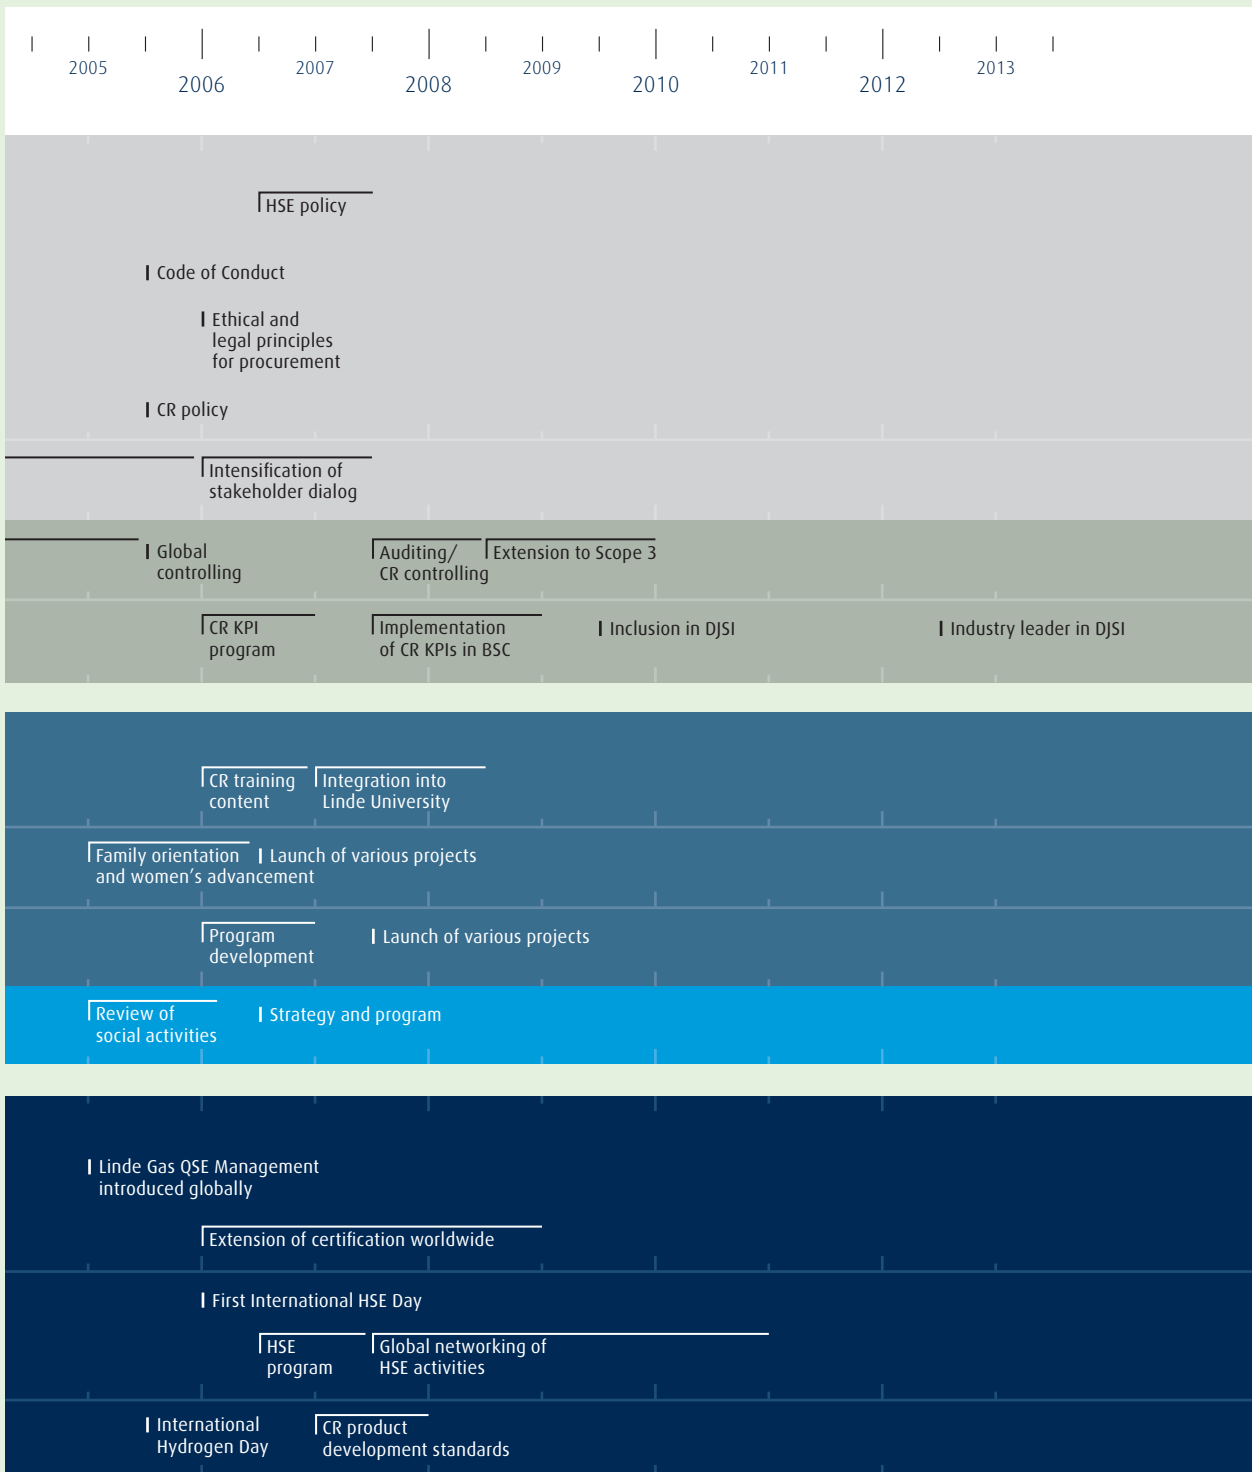 2005
2007
2009
2011
2013
2006
2008
2010
2012
HSE policy
Code of Conduct
Ethical and
legal principles
for procurement
CR policy
Intensification of
stakeholder dialog
Global
controlling
Auditing/
CR controlling
Extension to Scope 3
CR KPI
program
Implementation
of CR KPIs in BSC
Inclusion in DJSI
Industry leader in DJSI
CR training
content
Integration into
Linde University
Family orientation
and women's advancement
Launch of various projects
Program
development
Launch of various projects
Review of
social activities
Strategy and program
Linde Gas QSE Management
introduced globally
Extension of certification worldwide
First International HSE Day
HSE
program
Global networking of
HSE activities
International
Hydrogen Day
CR product
development standards